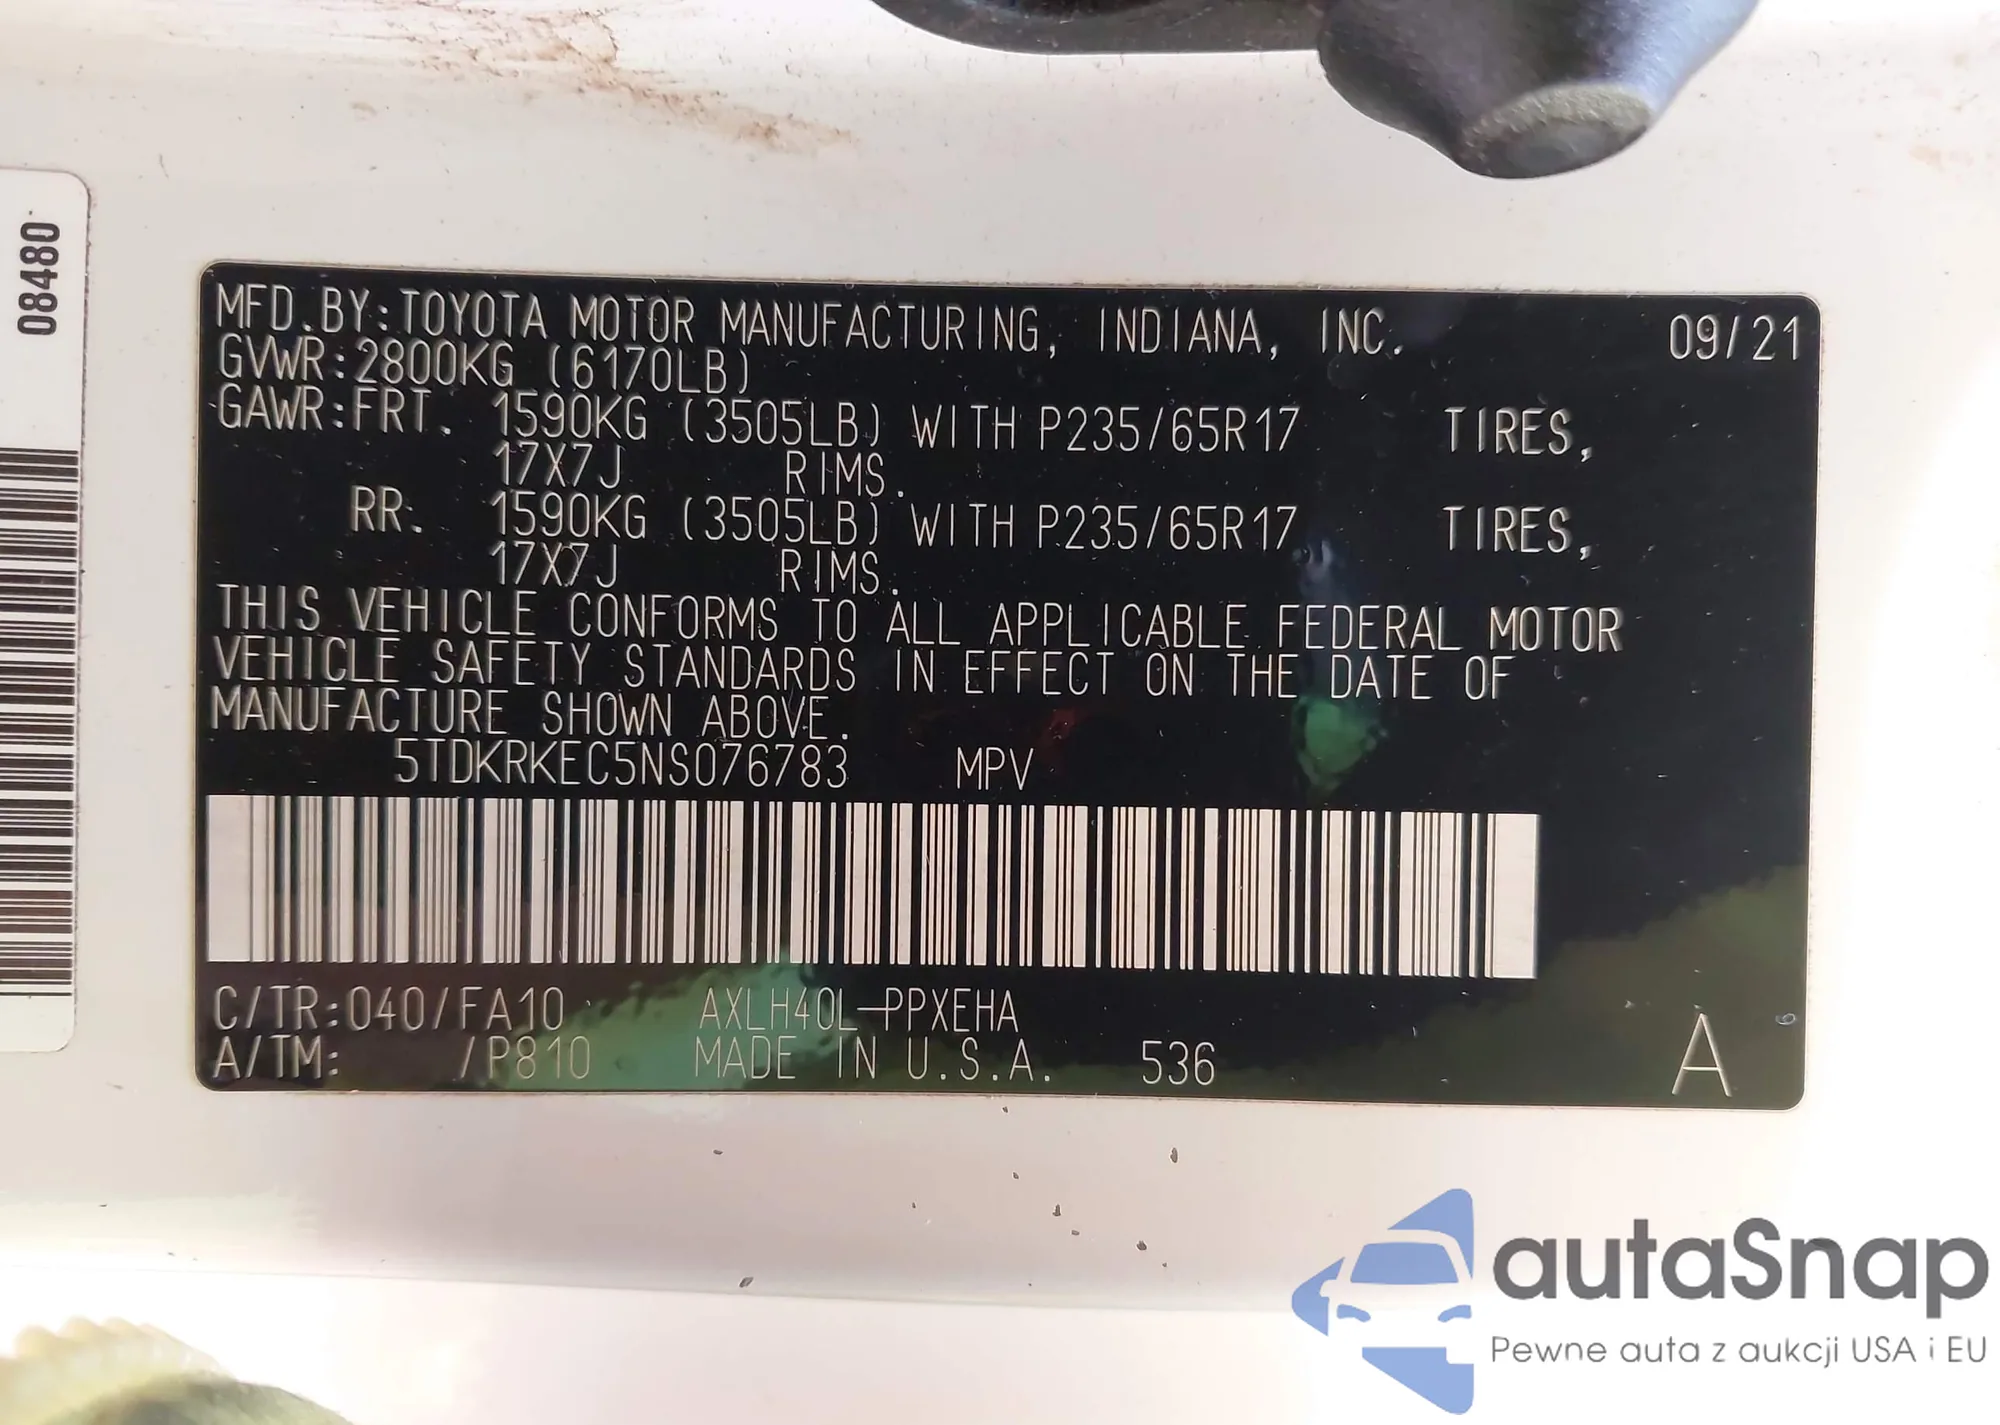 08480
MFD.BY:TOYOTA MOTOR MANUFACTURING, INDIANA, INC. 09/21
GVWR:2800KG (6170LB)
GAWR:FRT. 1590KG (3505LB) WITH P235/65R17 TIRES,
17X7J RIMS.
RR. 1590KG (3505LB) WITH P235/65R17 TIRES,
17X7J RIMS.
THIS VEHICLE CONFORMS TO ALL APPLICABLE FEDERAL MOTOR
VEHICLE SAFETY STANDARDS IN EFFECT ON THE DATE OF
MANUFACTURE SHOWN ABOVE.
5TDKRKEC5NS076783 MPV
C/TR:040/FA10 AXLH40L-PPXEHA
A/TM: /P810 MADE IN U.S.A. 536 A
autaSnap
Pewne auta z aukcji USA i EU